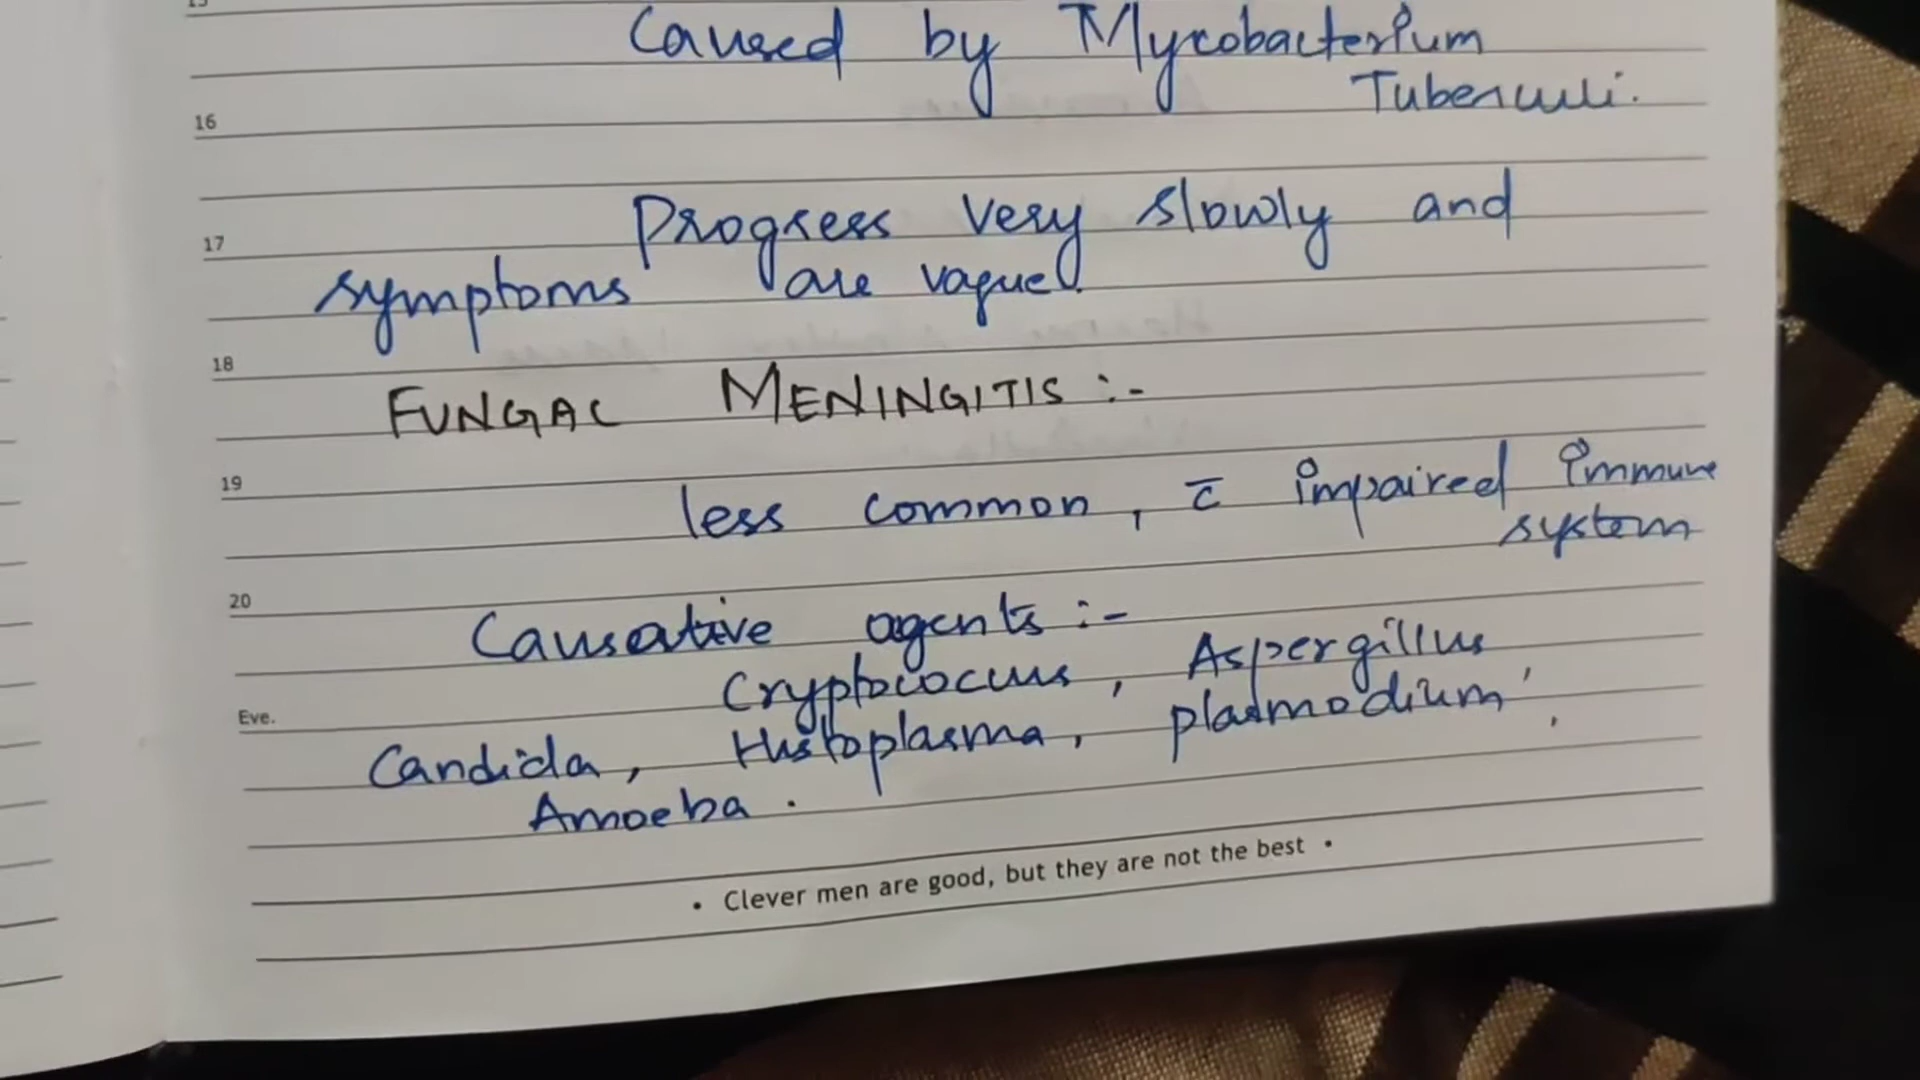 Caused by Mycobacterium
Tuberculi.
16
Progress very slowly and
17
symptoms are vague.
18
FUNGAL MENINGITIS :-
19
less common, c̄ impaired immune
system
20
Causative agents :-
Cryptococcus, Aspergillus,
Eve.
Candida, Histoplasma, plasmodium,
Amoeba.
• Clever men are good, but they are not the best •